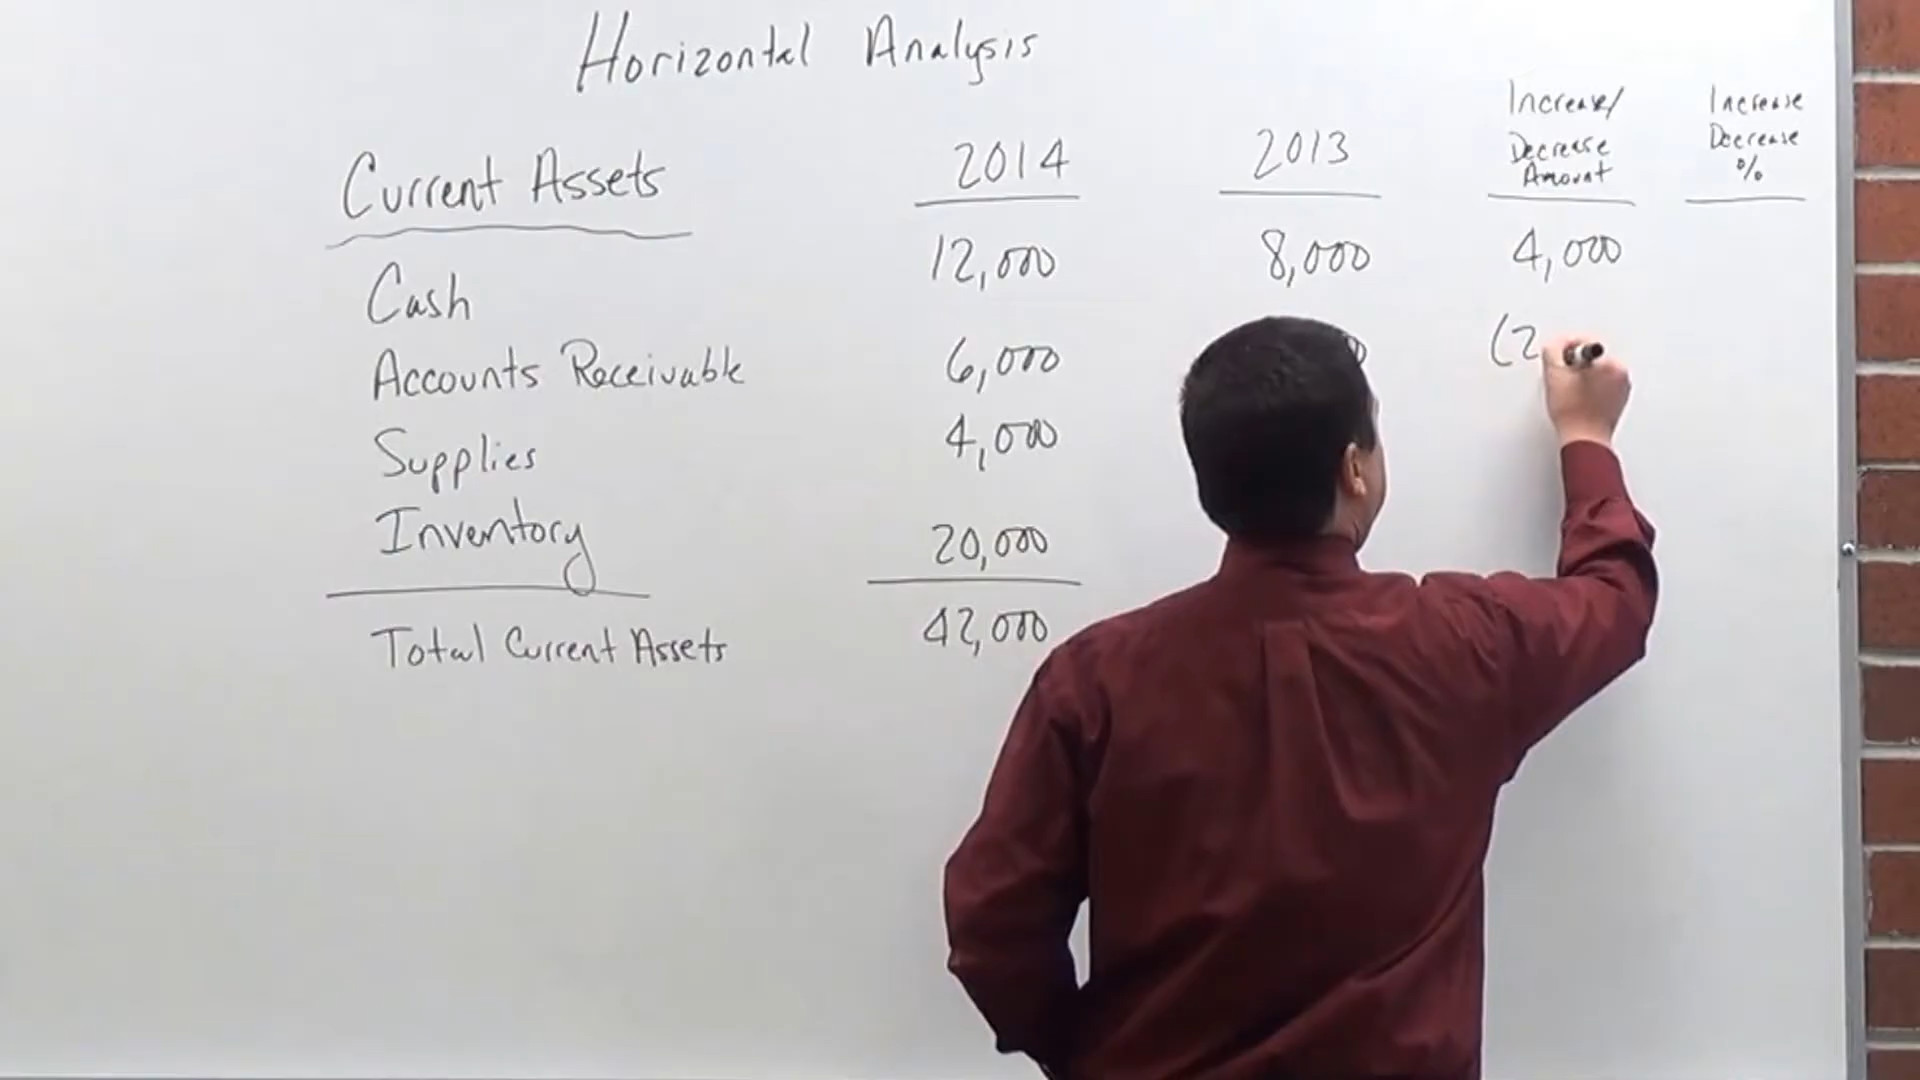 Horizontal Analysis
Current Assets 2014 2013 Increase/ Decrease Amount Increase Decrease %
Cash 12,000 8,000 4,000
Accounts Receivable 6,000 (2
Supplies 4,000
Inventory 20,000
Total Current Assets 42,000